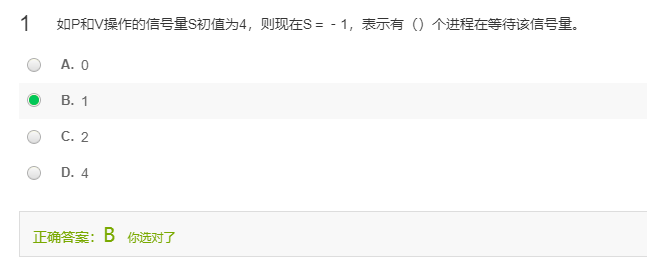 1 如P和V操作的信号量S初值为4，则现在S = - 1，表示有（）个进程在等待该信号量。
A. 0
B. 1
C. 2
D. 4
正确答案：B 你选对了